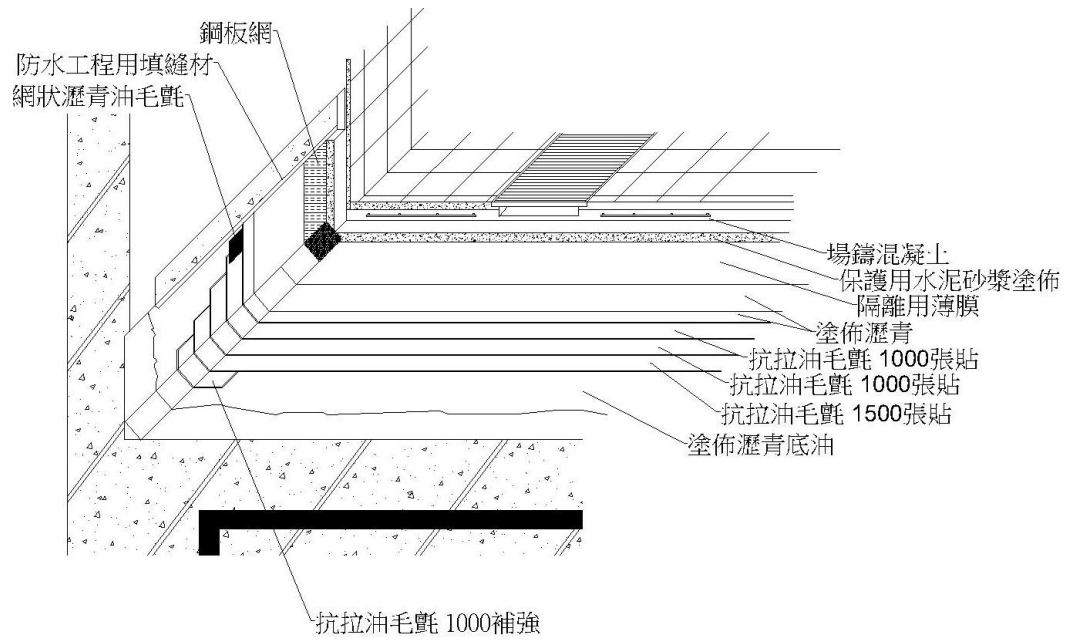 鋼板網
防水工程用填縫材
網狀瀝青油毛氈
場鑄混凝土
保護用水泥砂漿塗佈
隔離用薄膜
塗佈瀝青
抗拉油毛氈 1000張貼
抗拉油毛氈 1000張貼
抗拉油毛氈 1500張貼
塗佈瀝青底油
抗拉油毛氈 1000補強